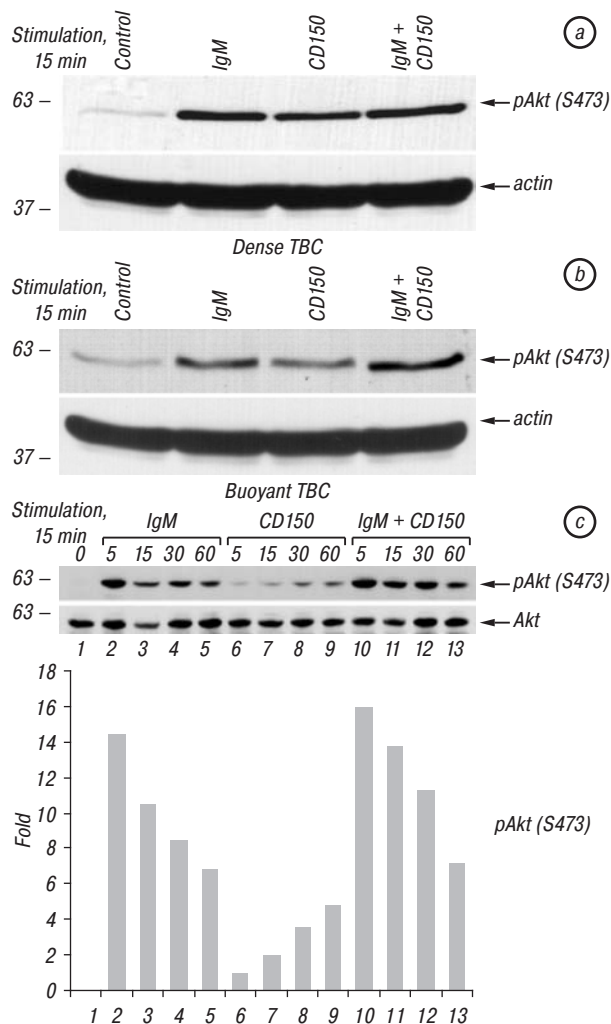 Stimulation, 15 min Control IgM CD150 IgM + CD150 a
63 – pAkt (S473)
actin
37 –
Dense TBC
Stimulation, 15 min Control IgM CD150 IgM + CD150 b
63 – pAkt (S473)
actin
37 –
Buoyant TBC
Stimulation, 15 min IgM CD150 IgM + CD150 c
0 5 15 30 60 5 15 30 60 5 15 30 60
63 – pAkt (S473)
63 – Akt
1 2 3 4 5 6 7 8 9 10 11 12 13
18
16
14
12
10
8
6
4
2
0
Fold
pAkt (S473)
1 2 3 4 5 6 7 8 9 10 11 12 13